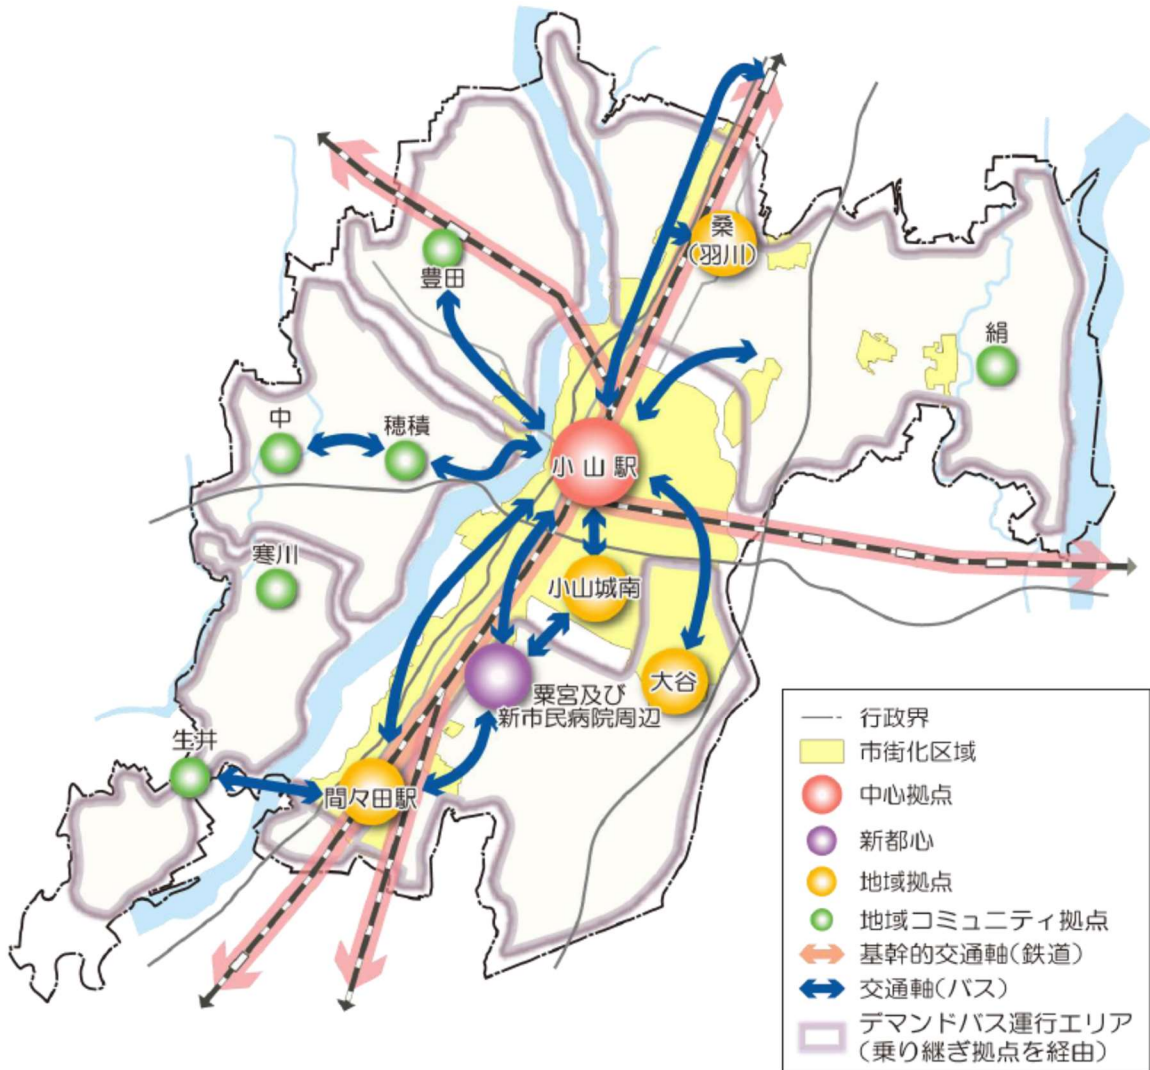 桑
(羽川)
豊田
絹
中
穂積
小山駅
寒川
小山城南
大谷
粟宮及び
新市民病院周辺
生井
間々田駅
行政界
市街化区域
中心拠点
新都心
地域拠点
地域コミュニティ拠点
基幹的交通軸(鉄道)
交通軸(バス)
デマンドバス運行エリア
(乗り継ぎ拠点を経由)